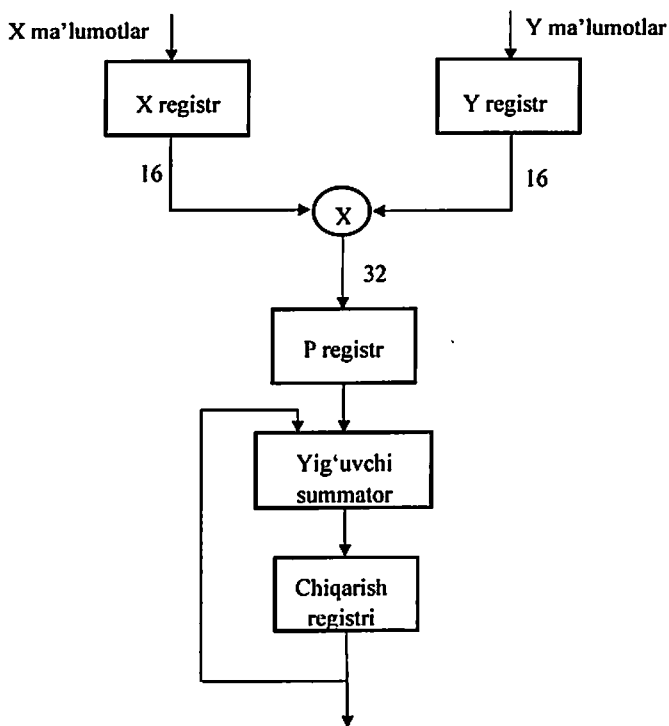 X ma’lumotlar
Y ma’lumotlar
X registr
Y registr
16
16
X
32
P registr
Yig‘uvchi
summator
Chiqarish
registri